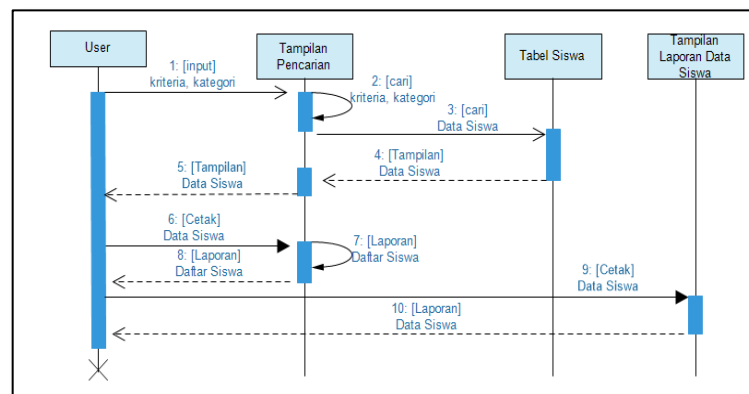 User
Tampilan
Pencarian
Tabel Siswa
Tampilan
Laporan Data
Siswa
1: [input]
kriteria, kategori
2: [cari]
kriteria, kategori
3: [cari]
Data Siswa
4: [Tampilan]
Data Siswa
5: [Tampilan]
Data Siswa
6: [Cetak]
Data Siswa
7: [Laporan]
Daftar Siswa
8: [Laporan]
Daftar Siswa
9: [Cetak]
Data Siswa
10: [Laporan]
Data Siswa